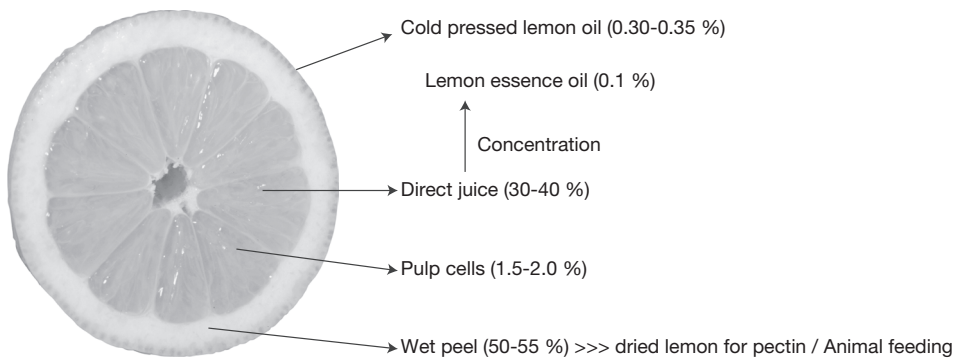 Cold pressed lemon oil (0.30-0.35 %)
Lemon essence oil (0.1 %)
Concentration
Direct juice (30-40 %)
Pulp cells (1.5-2.0 %)
Wet peel (50-55 %) >>> dried lemon for pectin / Animal feeding